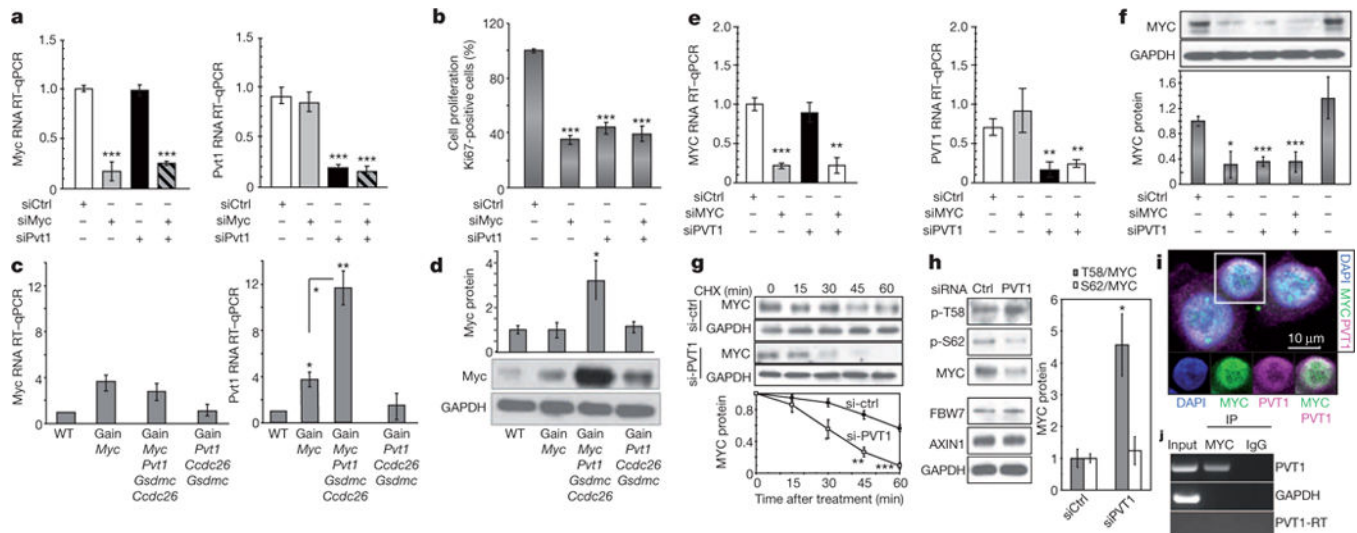 a
Myc RNA RT–qPCR
1.5
1.0
0.5
0
***
***
Pvt1 RNA RT–qPCR
1.5
1.0
0.5
0
***
***
siCtrl + – – – + – – –
siMyc – + – + – + – +
siPvt1 – – + + – – + +
b
Cell proliferation
Ki67-positive cells (%)
120
80
40
0
***
***
***
siCtrl + – – –
siMyc – + – +
siPvt1 – – + +
c
Myc RNA RT–qPCR
12
8
4
0
WT
Gain Myc
Gain Myc Pvt1 Gsdmc Ccdc26
Gain Pvt1 Ccdc26 Gsdmc
Pvt1 RNA RT–qPCR
12
8
4
0
*
*
**
WT
Gain Myc
Gain Myc Pvt1 Gsdmc Ccdc26
Gain Pvt1 Ccdc26 Gsdmc
d
Myc protein
4
3
2
1
0
*
Myc
GAPDH
WT
Gain Myc
Gain Myc Pvt1 Gsdmc Ccdc26
Gain Pvt1 Ccdc26 Gsdmc
e
MYC RNA RT–qPCR
2.0
1.5
1.0
0.5
0
***
**
PVT1 RNA RT–qPCR
2.0
1.5
1.0
0.5
0
**
**
siCtrl + – – – + – – –
siMYC – + – + – + – +
siPVT1 – – + + – – + +
f
MYC
GAPDH
MYC protein
1.6
1.2
0.8
0.4
0
*
***
***
siCtrl + – – – –
siMYC – + – + –
siPVT1 – – + + –
g
CHX (min) 0 15 30 45 60
si-ctrl
MYC
GAPDH
si-PVT1
MYC
GAPDH
MYC protein
1
0
si-ctrl
si-PVT1
**
***
0 15 30 45 60
Time after treatment (min)
h
siRNA Ctrl PVT1
p-T58
p-S62
MYC
FBW7
AXIN1
GAPDH
T58/MYC
S62/MYC
MYC protein
6
5
4
3
2
1
0
*
siCtrl
siPVT1
i
DAPI MYC PVT1
10 μm
DAPI MYC PVT1 MYC PVT1
j
IP
Input MYC IgG
PVT1
GAPDH
PVT1-RT